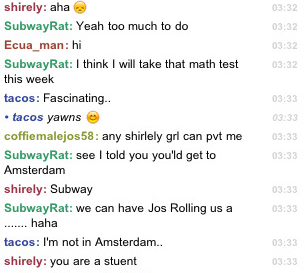 shirely: aha 03:32
SubwayRat: Yeah too much to do 03:32
Ecua_man: hi 03:32
SubwayRat: I think I will take that math test 03:32
this week
tacos: Fascinating.. 03:33
• tacos yawns 03:33
coffiemalejos58: any shirlely grl can pvt me 03:33
SubwayRat: see I told you you'ld get to 03:33
Amsterdam
shirely: Subway 03:33
SubwayRat: we can have Jos Rolling us a 03:33
....... haha
tacos: I'm not in Amsterdam.. 03:33
shirely: you are a stuent 03:33